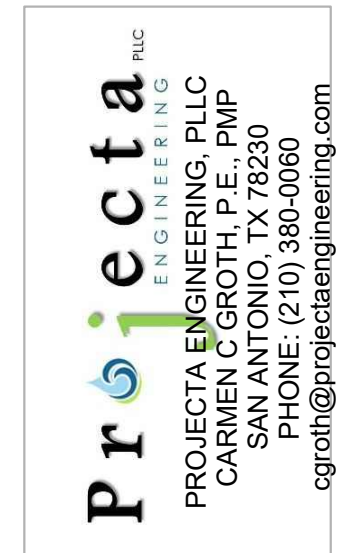 Projecta PLLC
ENGINEERING
PROJECTA ENGINEERING, PLLC
CARMEN C GROTH, P.E., PMP
SAN ANTONIO, TX 78230
PHONE: (210) 380-0060
cgroth@projectaengineering.com